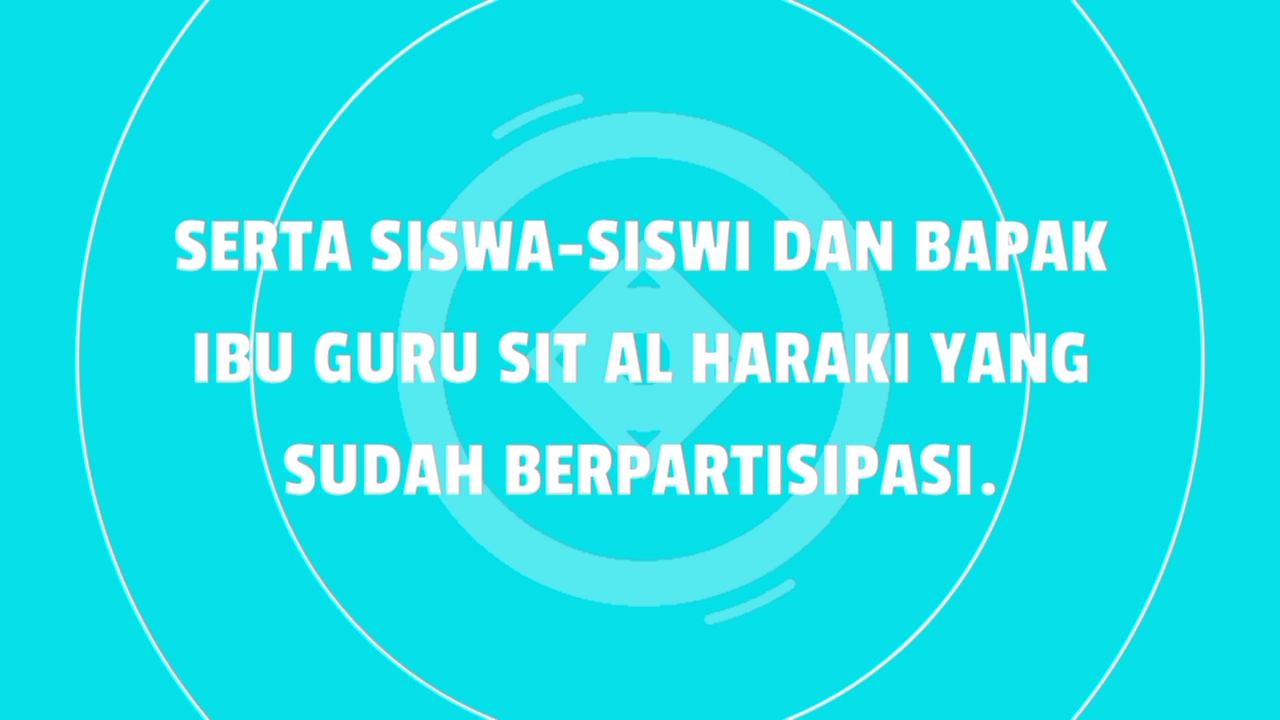 SERTA SISWA-SISWI DAN BAPAK
IBU GURU SIT AL HARAKI YANG
SUDAH BERPARTISIPASI.